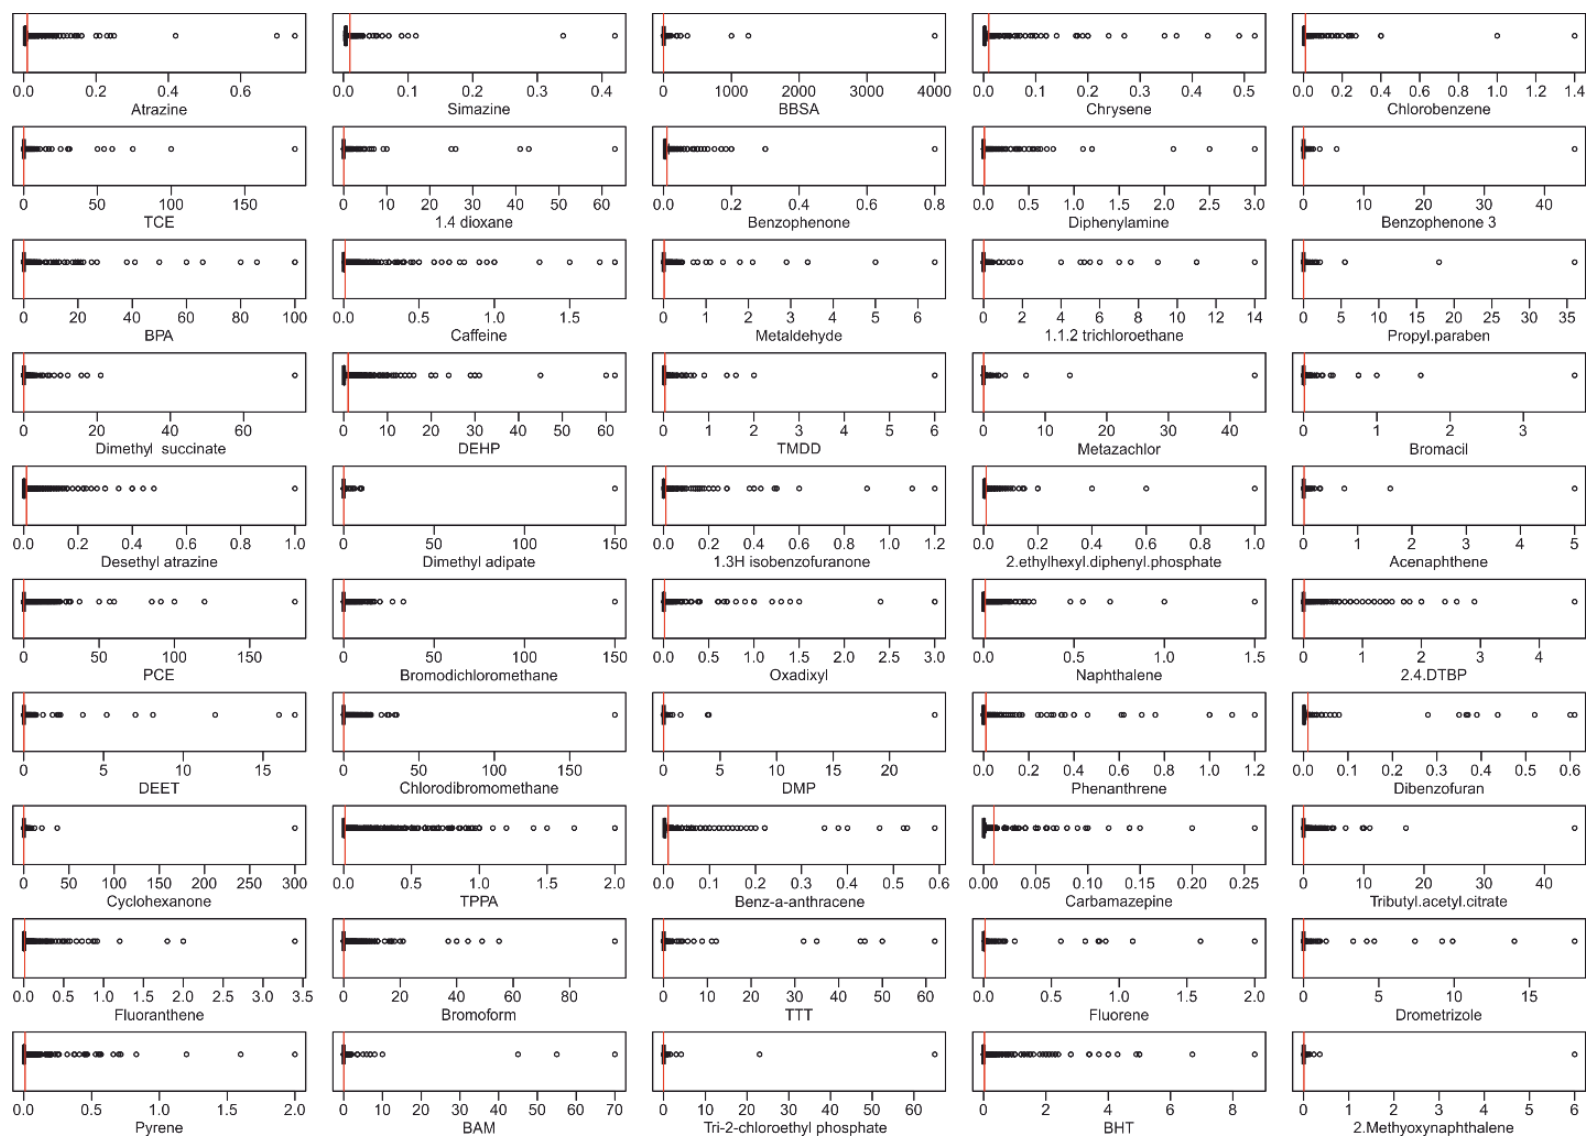 0.0 0.2 0.4 0.6
Atrazine
0.0 0.1 0.2 0.3 0.4
Simazine
0 1000 2000 3000 4000
BBSA
0.0 0.1 0.2 0.3 0.4 0.5
Chrysene
0.0 0.2 0.4 0.6 0.8 1.0 1.2 1.4
Chlorobenzene
0 50 100 150
TCE
0 10 20 30 40 50 60
1.4 dioxane
0.0 0.2 0.4 0.6 0.8
Benzophenone
0.0 0.5 1.0 1.5 2.0 2.5 3.0
Diphenylamine
0 10 20 30 40
Benzophenone 3
0 20 40 60 80 100
BPA
0.0 0.5 1.0 1.5
Caffeine
0 1 2 3 4 5 6
Metaldehyde
0 2 4 6 8 10 12 14
1.1.2 trichloroethane
0 5 10 15 20 25 30 35
Propyl.paraben
0 20 40 60
Dimethyl succinate
0 10 20 30 40 50 60
DEHP
0 1 2 3 4 5 6
TMDD
0 10 20 30 40
Metazachlor
0 1 2 3
Bromacil
0.0 0.2 0.4 0.6 0.8 1.0
Desethyl atrazine
0 50 100 150
Dimethyl adipate
0.0 0.2 0.4 0.6 0.8 1.0 1.2
1.3H isobenzofuranone
0.0 0.2 0.4 0.6 0.8 1.0
2.ethylhexyl.diphenyl.phosphate
0 1 2 3 4 5
Acenaphthene
0 50 100 150
PCE
0 50 100 150
Bromodichloromethane
0.0 0.5 1.0 1.5 2.0 2.5 3.0
Oxadixyl
0.0 0.5 1.0 1.5
Naphthalene
0 1 2 3 4
2.4.DTBP
0 5 10 15
DEET
0 50 100 150
Chlorodibromomethane
0 5 10 15 20
DMP
0.0 0.2 0.4 0.6 0.8 1.0 1.2
Phenanthrene
0.0 0.1 0.2 0.3 0.4 0.5 0.6
Dibenzofuran
0 50 100 150 200 250 300
Cyclohexanone
0.0 0.5 1.0 1.5 2.0
TPPA
0.0 0.1 0.2 0.3 0.4 0.5 0.6
Benz-a-anthracene
0.00 0.05 0.10 0.15 0.20 0.25
Carbamazepine
0 10 20 30 40
Tributyl.acetyl.citrate
0.0 0.5 1.0 1.5 2.0 2.5 3.0 3.5
Fluoranthene
0 20 40 60 80
Bromoform
0 10 20 30 40 50 60
TTT
0.0 0.5 1.0 1.5 2.0
Fluorene
0 5 10 15
Drometrizole
0.0 0.5 1.0 1.5 2.0
Pyrene
0 10 20 30 40 50 60 70
BAM
0 10 20 30 40 50 60
Tri-2-chloroethyl phosphate
0 2 4 6 8
BHT
0 1 2 3 4 5 6
2.Methyoxynaphthalene